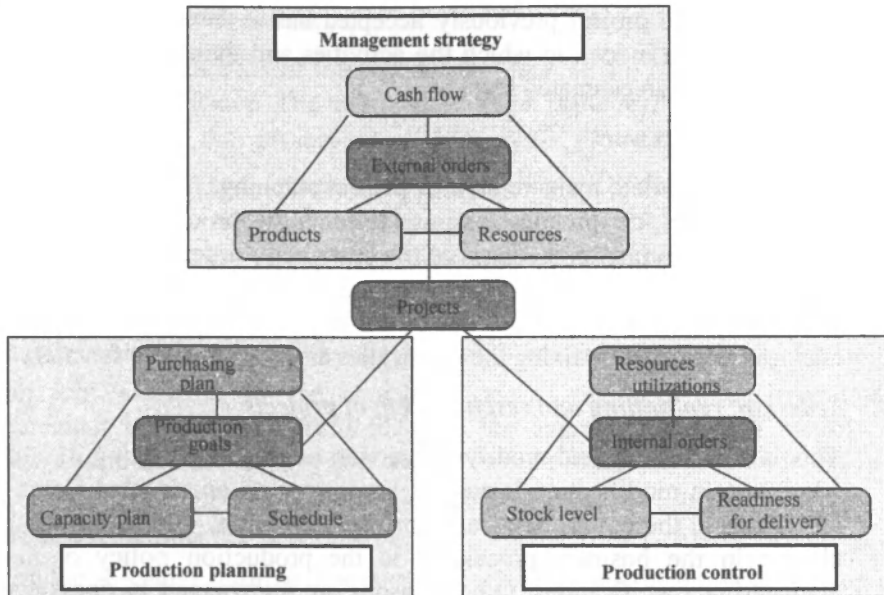 Management strategy
Cash flow
External orders
Products
Resources
Projects
Purchasing
plan
Production
goals
Capacity plan
Schedule
Production planning
Resources
utilizations
Internal orders
Stock level
Readiness
for delivery
Production control